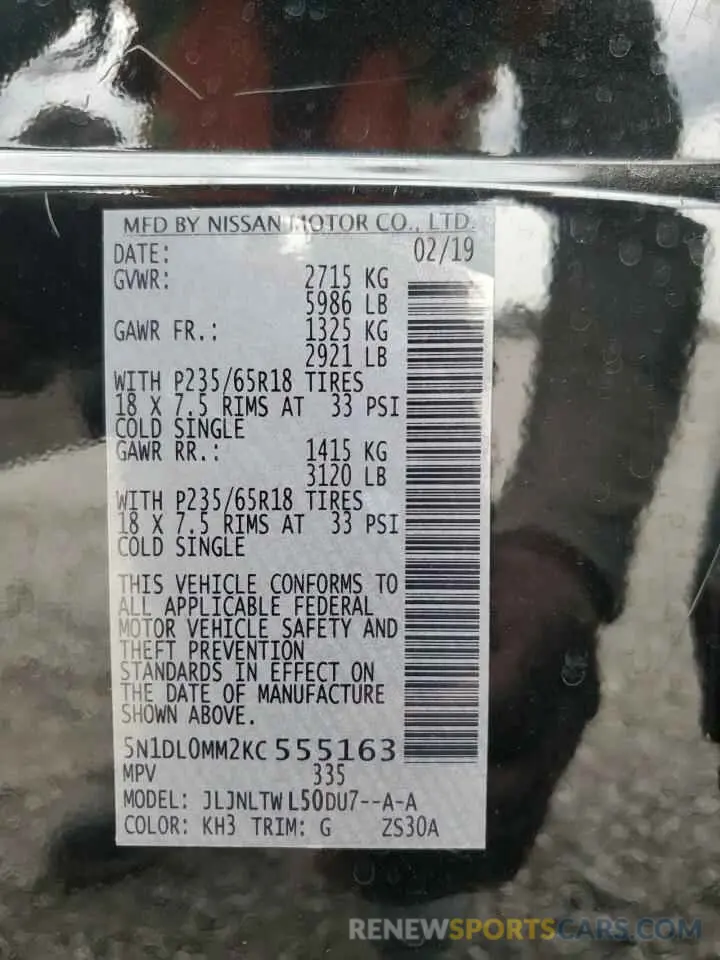 MFD BY NISSAN MOTOR CO., LTD.
DATE: 02/19
GVWR: 2715 KG
5986 LB
GAWR FR.: 1325 KG
2921 LB
WITH P235/65R18 TIRES
18 X 7.5 RIMS AT 33 PSI
COLD SINGLE
GAWR RR.: 1415 KG
3120 LB
WITH P235/65R18 TIRES
18 X 7.5 RIMS AT 33 PSI
COLD SINGLE
THIS VEHICLE CONFORMS TO
ALL APPLICABLE FEDERAL
MOTOR VEHICLE SAFETY AND
THEFT PREVENTION
STANDARDS IN EFFECT ON
THE DATE OF MANUFACTURE
SHOWN ABOVE.
5N1DL0MM2KC555163
MPV 335
MODEL: JLJNLTWL50DU7--A-A
COLOR: KH3 TRIM: G ZS30A
RENEWSPORTSCARS.COM